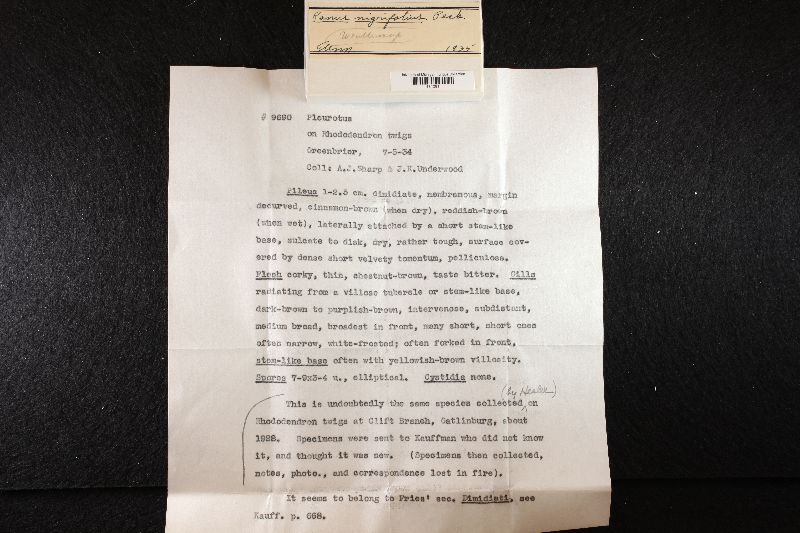 Panus nigrifolius. Peck.
Tenn 1935
# 9690 Pleurotus
on Rhododendron twigs
Greenbrier, 7-5-34
Coll: A.J.Sharp & J.K.Underwood
Pileus 1-2.5 cm. dimidiate, membranous, margin
decurved, cinnamon-brown (when dry), reddish-brown
(when wet), laterally attached by a short stem-like
base, sulcate to disk, dry, rather tough, surface cov-
ered by dense short velvety tomentum, pelliculose.
Flesh corky, thin, chestnut-brown, taste bitter. Gills
radiating from a villose tubercle or stem-like base,
dark-brown to purplish-brown, intervenose, subdistant,
medium broad, broadest in front, many short, short ones
often narrow, white-frosted; often forked in front,
stem-like base often with yellowish-brown villosity.
Spores 7-9x3-4 u., elliptical. Cystidia none.
(by Hesler)
This is undoubtedly the same species collected on
Rhododendron twigs at Clift Branch, Gatlinburg, about
1928. Specimens were sent to Kauffman who did not know
it, and thought it was new. (Specimens then collected,
notes, photo., and correspondence lost in fire).
It seems to belong to Fries' sec. Dimidiati, see
Kauff. p. 668.